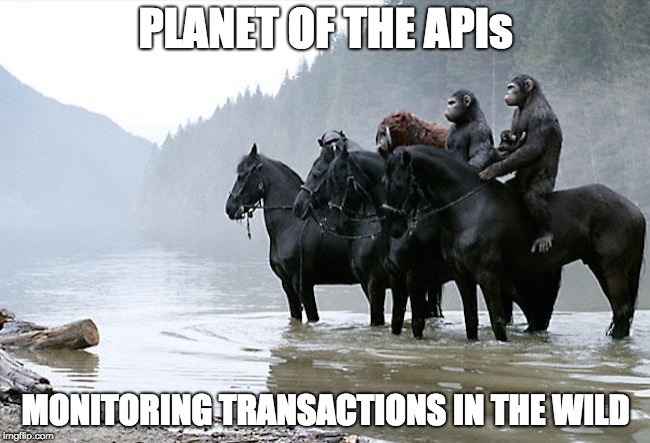 PLANET OF THE APIs
MONITORING TRANSACTIONS IN THE WILD
imgflip.com